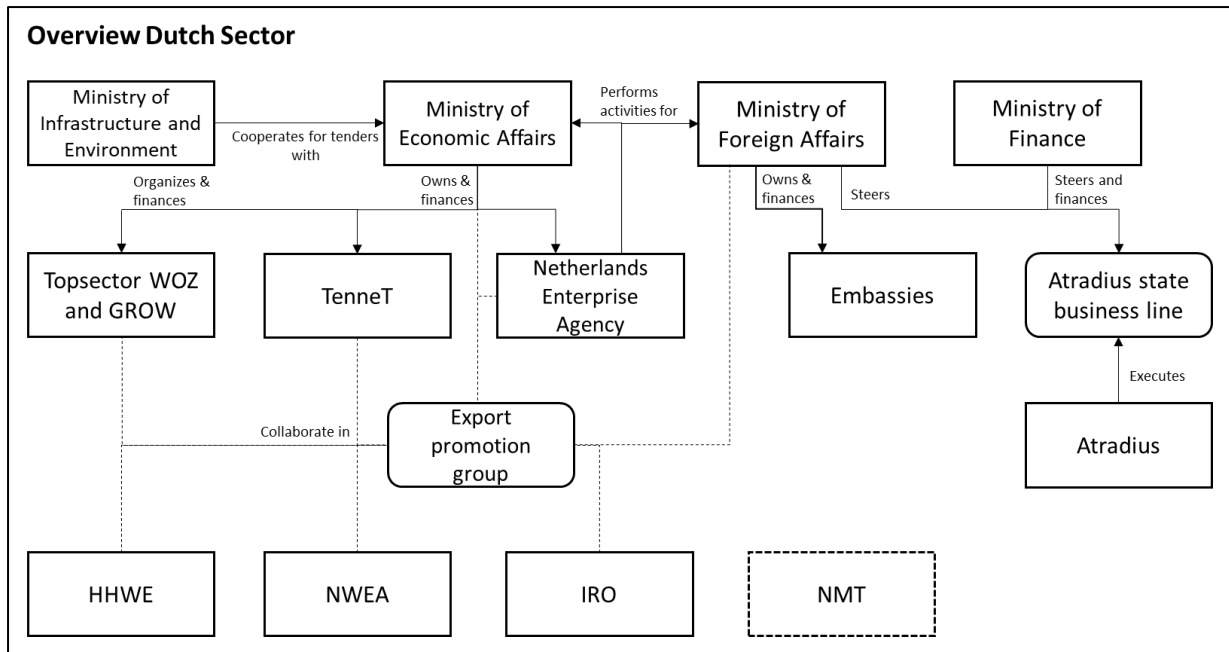 Overview Dutch Sector
Ministry of
Infrastructure and
Environment
Cooperates for tenders
with
Ministry of
Economic Affairs
Performs
activities for
Ministry of
Foreign Affairs
Ministry of
Finance
Organizes &
finances
Owns &
finances
Owns &
finances
Steers
Steers and
finances
Topsector WOZ
and GROW
TenneT
Netherlands
Enterprise
Agency
Embassies
Atradius state
business line
Executes
Collaborate in
Export
promotion
group
Atradius
HHWE
NWEA
IRO
NMT